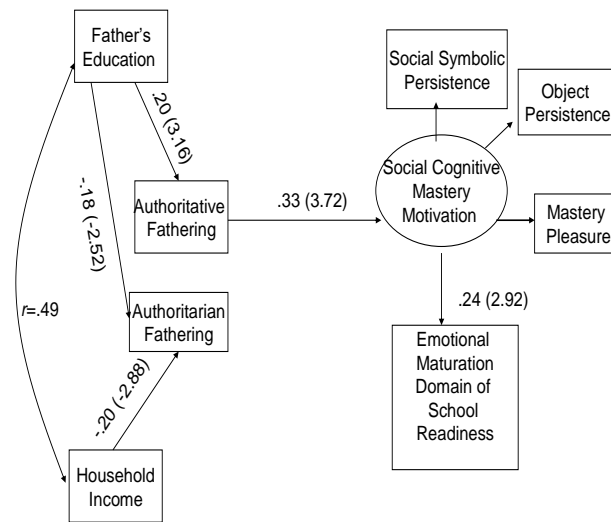 Father's
Education
Social Symbolic
Persistence
Object
Persistence
.20 (3.16)
Social Cognitive
Mastery
Motivation
-.18 (-2.52)
Authoritative
Fathering
.33 (3.72)
Mastery
Pleasure
r=.49
Authoritarian
Fathering
.24 (2.92)
-.20 (-2.88)
Emotional
Maturation
Domain of
School
Readiness
Household
Income